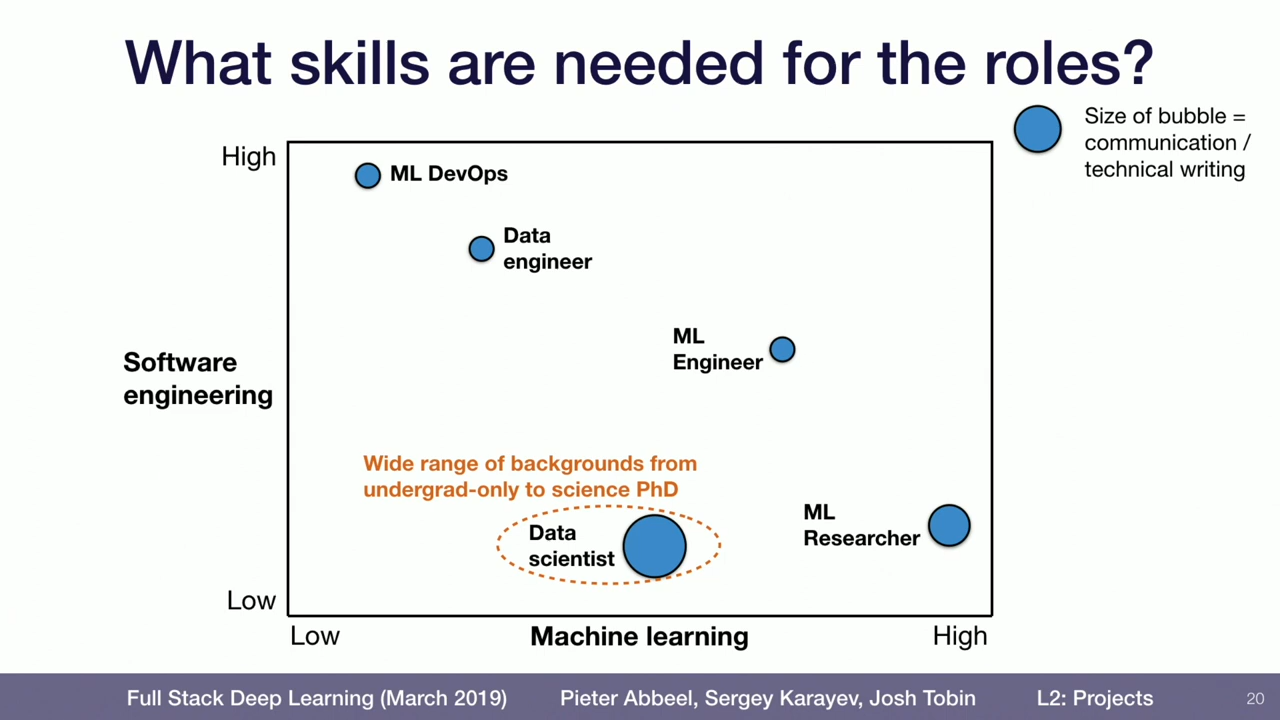 What skills are needed for the roles?
Size of bubble =
communication /
technical writing
High
ML DevOps
Data
engineer
ML
Engineer
Software
engineering
Wide range of backgrounds from
undergrad-only to science PhD
Data
scientist
ML
Researcher
Low
Low
Machine learning
High
Full Stack Deep Learning (March 2019)
Pieter Abbeel, Sergey Karayev, Josh Tobin
L2: Projects
20